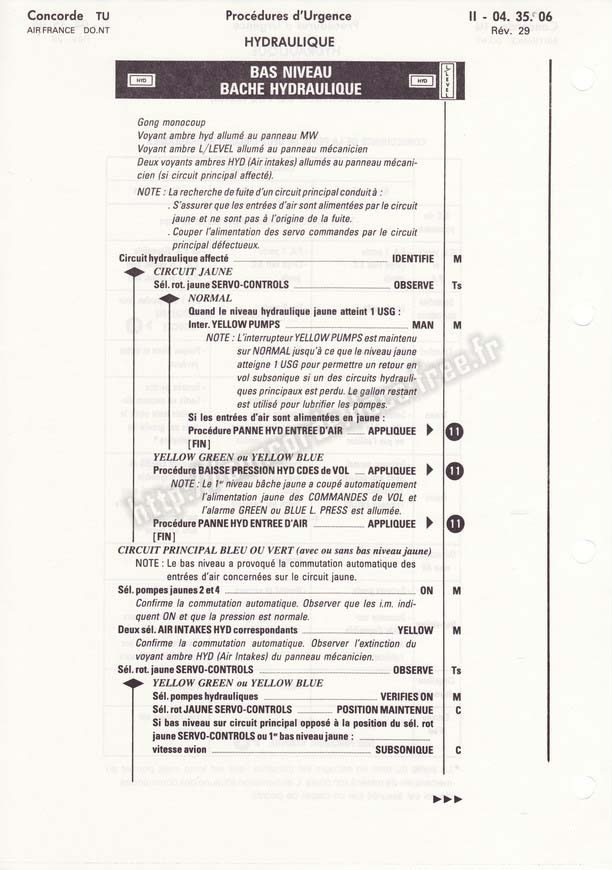 Concorde TU
AIR FRANCE DO.NT
Procédures d'Urgence
HYDRAULIQUE
II - 04. 35. 06
Rév. 29
HYD
BAS NIVEAU
BACHE HYDRAULIQUE
HYD
L/LEVEL
Gong monocoup
Voyant ambre hyd allumé au panneau MW
Voyant ambre L/LEVEL allumé au panneau mécanicien
Deux voyants ambres HYD (Air intakes) allumés au panneau mécani-
cien (si circuit principal affecté).
NOTE : La recherche de fuite d'un circuit principal conduit à :
. S'assurer que les entrées d'air sont alimentées par le circuit
jaune et ne sont pas à l'origine de la fuite.
. Couper l'alimentation des servo commandes par le circuit
principal défectueux.
Circuit hydraulique affecté IDENTIFIE M
CIRCUIT JAUNE
Sél. rot. jaune SERVO-CONTROLS OBSERVE Ts
NORMAL
Quand le niveau hydraulique jaune atteint 1 USG :
Inter. YELLOW PUMPS MAN M
NOTE : L'interrupteur YELLOW PUMPS est maintenu
sur NORMAL jusqu'à ce que le niveau jaune
atteigne 1 USG pour permettre un retour en
vol subsonique si un des circuits hydrauli-
ques principaux est perdu. Le gallon restant
est utilisé pour lubrifier les pompes.
Si les entrées d'air sont alimentées en jaune :
Procédure PANNE HYD ENTREE D'AIR APPLIQUEE 11
[FIN]
YELLOW GREEN ou YELLOW BLUE
Procédure BAISSE PRESSION HYD CDES de VOL APPLIQUEE 11
NOTE : Le 1er niveau bâche jaune a coupé automatiquement
l'alimentation jaune des COMMANDES de VOL et
l'alarme GREEN ou BLUE L. PRESS est allumée.
Procédure PANNE HYD ENTREE D'AIR APPLIQUEE 11
[FIN]
CIRCUIT PRINCIPAL BLEU OU VERT (avec ou sans bas niveau jaune)
NOTE : Le bas niveau a provoqué la commutation automatique des
entrées d'air concernées sur le circuit jaune.
Sél. pompes jaunes 2 et 4 ON M
Confirme la commutation automatique. Observer que les i.m. indi-
quent ON et que la pression est normale.
Deux sél. AIR INTAKES HYD correspondants YELLOW M
Confirme la commutation automatique. Observer l'extinction du
voyant ambre HYD (Air Intakes) du panneau mécanicien.
Sél. rot. jaune SERVO-CONTROLS OBSERVE Ts
YELLOW GREEN ou YELLOW BLUE
Sél. pompes hydrauliques VERIFIES ON M
Sél. rot JAUNE SERVO-CONTROLS POSITION MAINTENUE C
Si bas niveau sur circuit principal opposé à la position du sél. rot
jaune SERVO-CONTROLS ou 1er bas niveau jaune :
vitesse avion SUBSONIQUE C